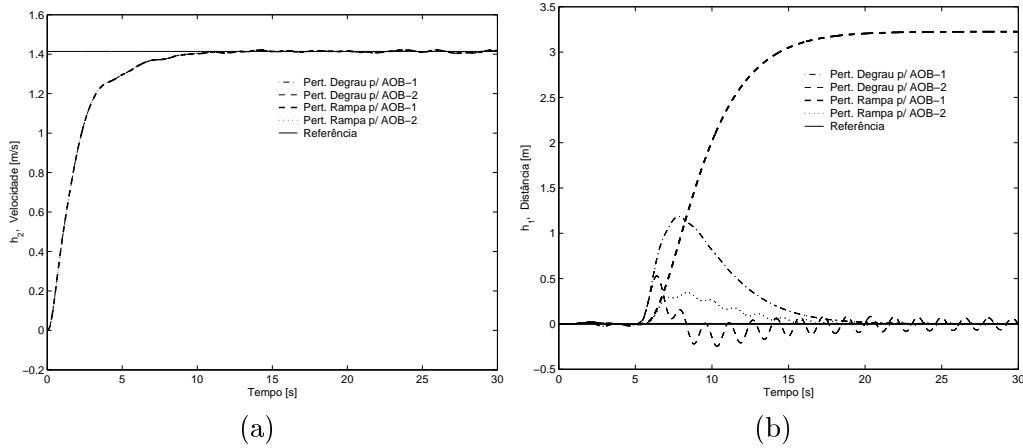 1.6
1.4
1.2
1
0.8
0.6
0.4
0.2
0
−0.2
0
5
10
15
20
25
30
h2, Velocidade [m/s]
Tempo [s]
Pert. Degrau p/ AOB−1
Pert. Degrau p/ AOB−2
Pert. Rampa p/ AOB−1
Pert. Rampa p/ AOB−2
Referência
(a)
3.5
3
2.5
2
1.5
1
0.5
0
−0.5
0
5
10
15
20
25
30
h1, Distância [m]
Tempo [s]
Pert. Degrau p/ AOB−1
Pert. Degrau p/ AOB−2
Pert. Rampa p/ AOB−1
Pert. Rampa p/ AOB−2
Referência
(b)